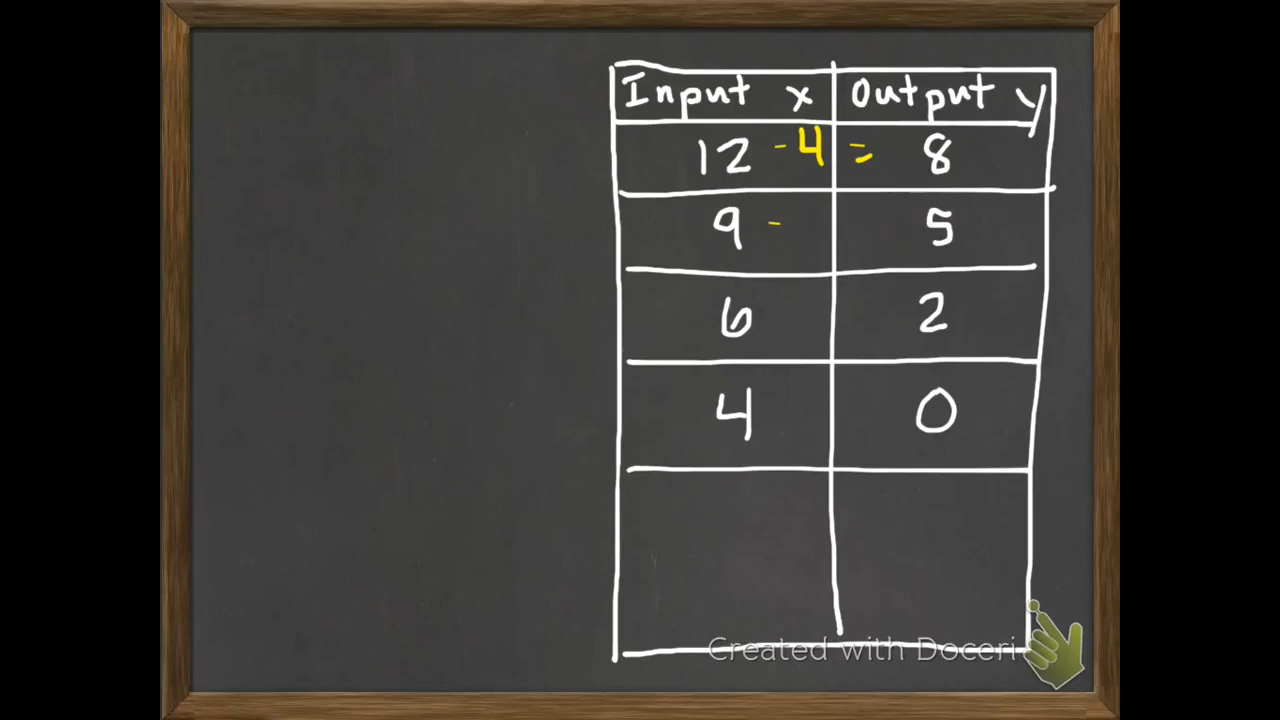 Input x Output y
12 - 4 = 8
9 - 5
6 2
4 0
Created with Doceri